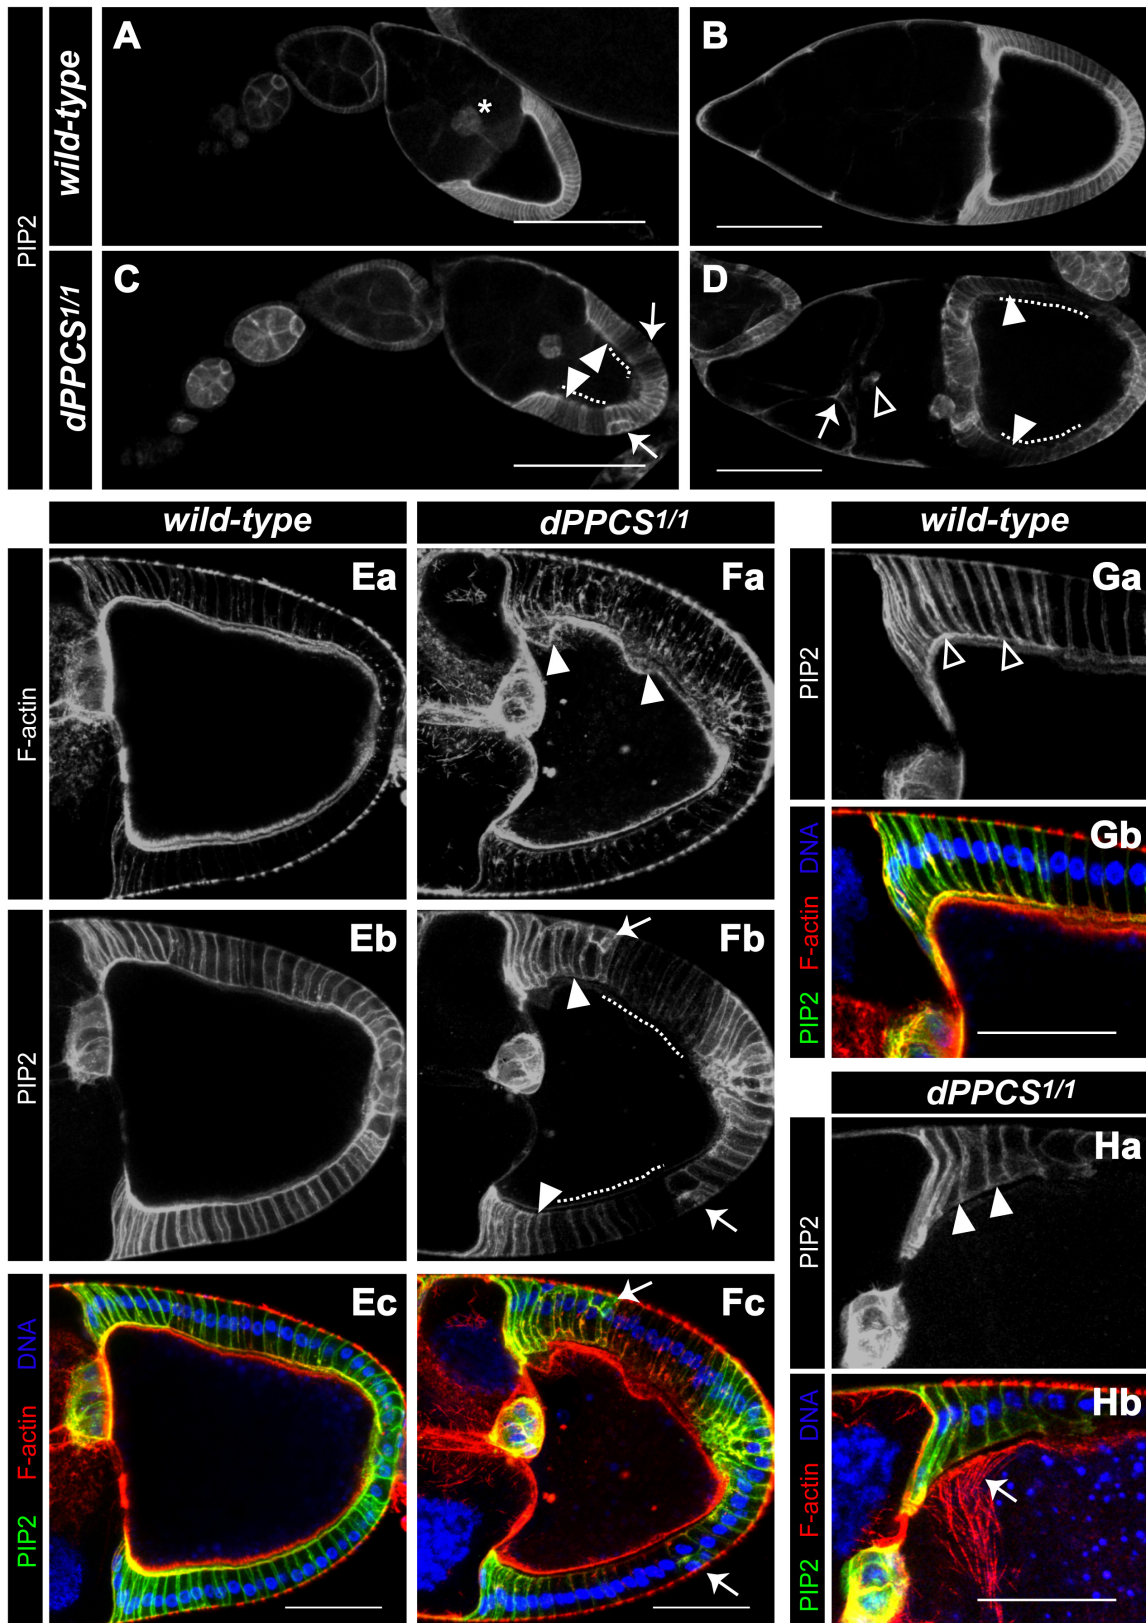 PIP2
wild-type
A
*
B
dPPCS1/1
C
D
wild-type
dPPCS1/1
wild-type
F-actin
Ea
Fa
PIP2
Ga
PIP2 F-actin DNA
Gb
PIP2
Eb
Fb
dPPCS1/1
PIP2
Ha
PIP2 F-actin DNA
Ec
Fc
PIP2 F-actin DNA
Hb